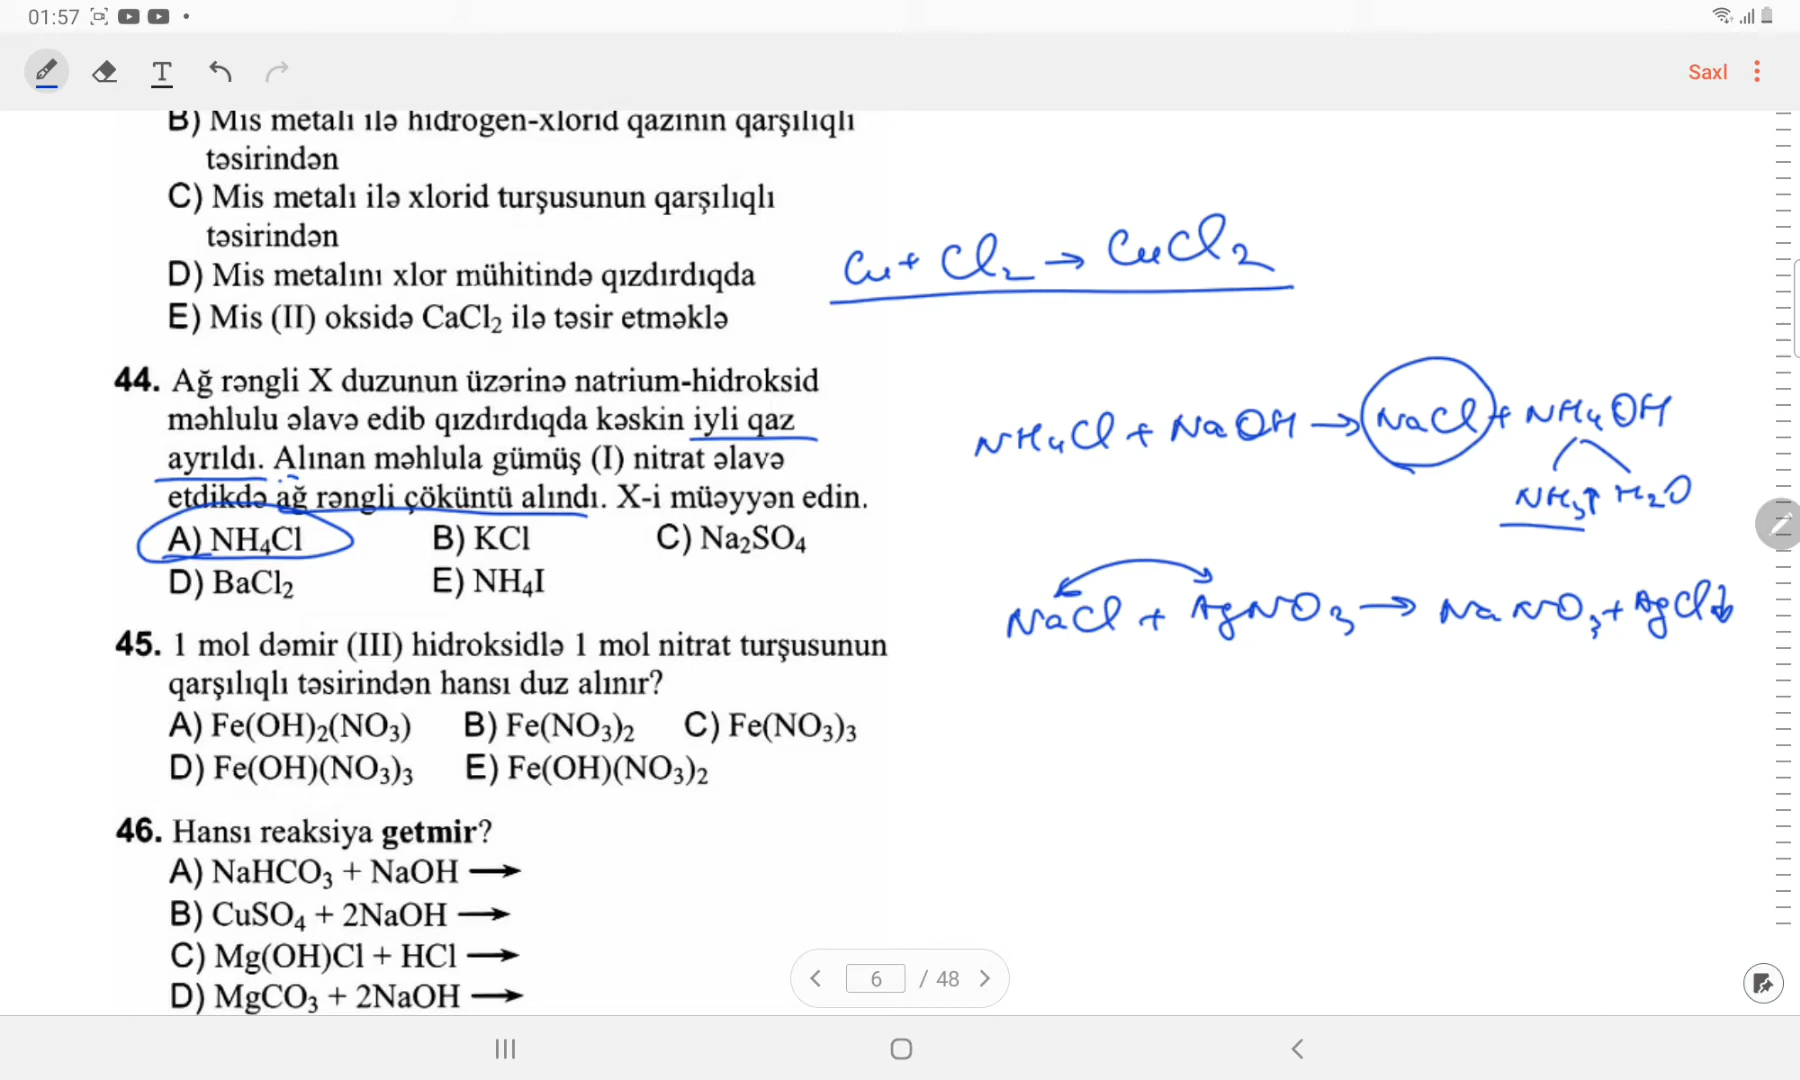 01:57
Saxl
B) Mis metalı ilə hidrogen-xlorid qazının qarşılıqlı
təsirindən
C) Mis metalı ilə xlorid turşusunun qarşılıqlı
təsirindən
D) Mis metalını xlor mühitində qızdırdıqda
E) Mis (II) oksidə CaCl₂ ilə təsir etməklə
Cu + Cl₂ → CuCl₂
44. Ağ rəngli X duzunun üzərinə natrium-hidroksid
məhlulu əlavə edib qızdırdıqda kəskin iyli qaz
ayrıldı. Alınan məhlula gümüş (I) nitrat əlavə
etdikdə ağ rəngli çöküntü alındı. X-i müəyyən edin.
A) NH₄Cl B) KCl C) Na₂SO₄
D) BaCl₂ E) NH₄I
NH₄Cl + NaOH → NaCl + NH₄OH
NH₃↑ H₂O
NaCl + AgNO₃ → NaNO₃ + AgCl↓
45. 1 mol dəmir (III) hidroksidlə 1 mol nitrat turşusunun
qarşılıqlı təsirindən hansı duz alınır?
A) Fe(OH)₂(NO₃) B) Fe(NO₃)₂ C) Fe(NO₃)₃
D) Fe(OH)(NO₃)₃ E) Fe(OH)(NO₃)₂
46. Hansı reaksiya getmir?
A) NaHCO₃ + NaOH →
B) CuSO₄ + 2NaOH →
C) Mg(OH)Cl + HCl →
D) MgCO₃ + 2NaOH →
6 / 48